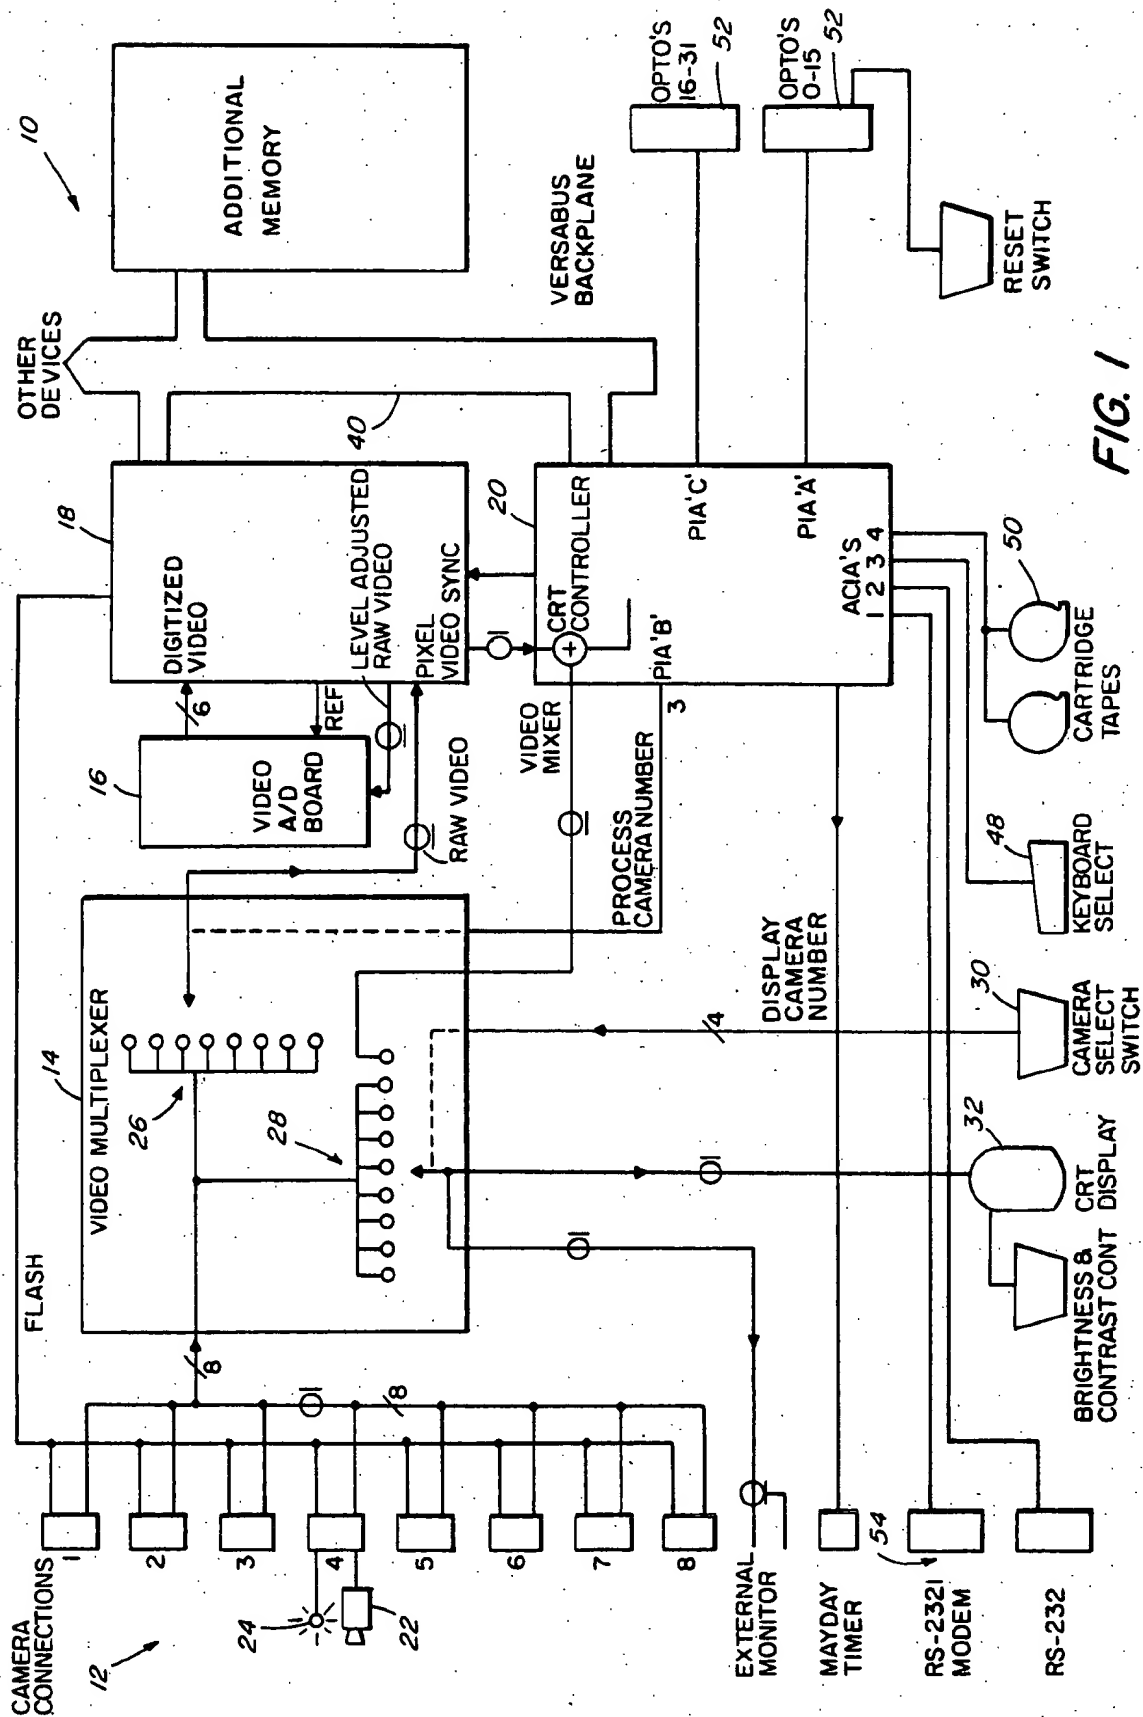 CAMERA
CONNECTIONS
12
1
2
3
4
5
6
7
8
24
22
FLASH
8
8
VIDEO MULTIPLEXER
14
26
28
16
VIDEO
A/D
BOARD
6
REF
RAW VIDEO
18
DIGITIZED
VIDEO
LEVEL ADJUSTED
RAW VIDEO
PIXEL
VIDEO SYNC
OTHER
DEVICES
40
10
ADDITIONAL
MEMORY
VERSABUS
BACKPLANE
VIDEO
MIXER
20
CRT
CONTROLLER
+
PIA'B'
3
PIA'C'
PIA'A'
ACIA'S
1 2 3 4
PROCESS
CAMERA NUMBER
DISPLAY
CAMERA
NUMBER
4
OPTO'S
16-31
52
OPTO'S
0-15
52
RESET
SWITCH
EXTERNAL
MONITOR
MAYDAY
TIMER
54
RS-2321
MODEM
RS-232
BRIGHTNESS &
CONTRAST CONT
32
CRT
DISPLAY
30
CAMERA
SELECT
SWITCH
48
KEYBOARD
SELECT
50
CARTRIDGE
TAPES
FIG. 1